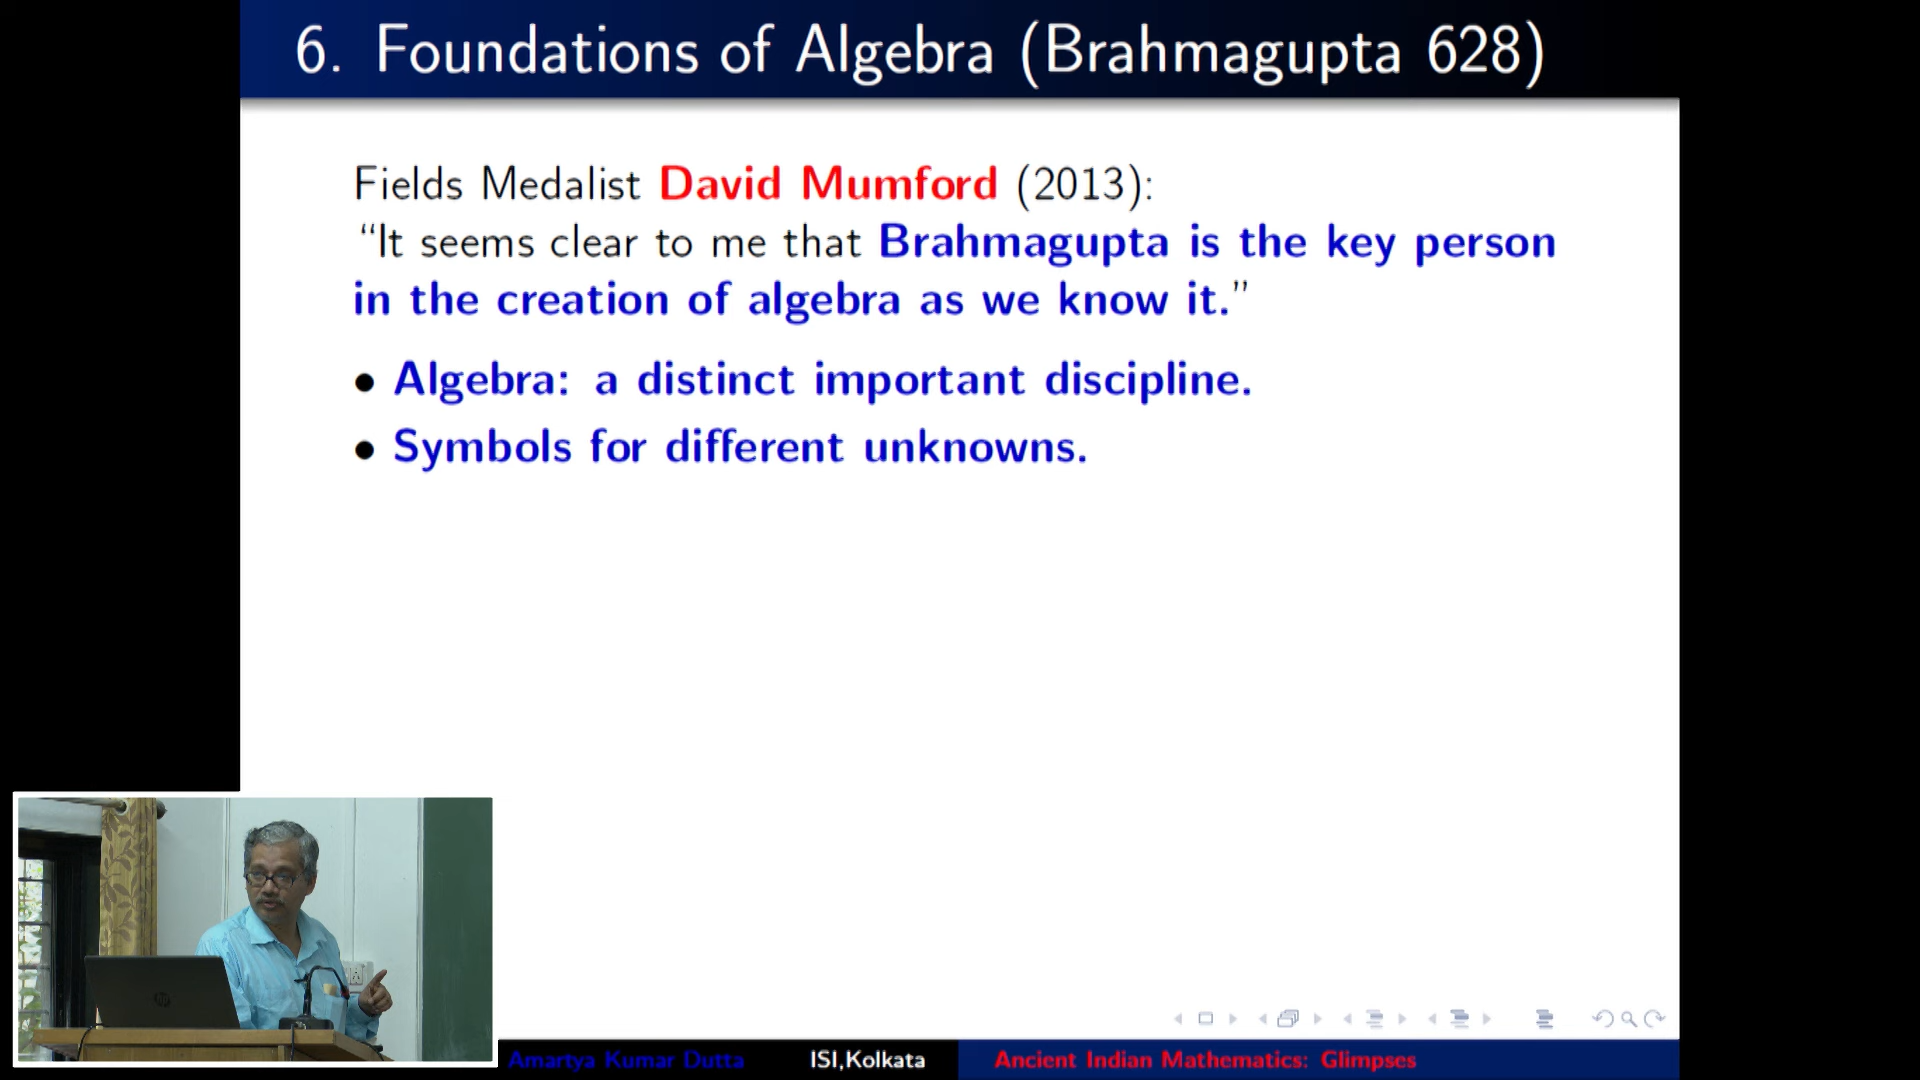 6. Foundations of Algebra (Brahmagupta 628)
Fields Medalist David Mumford (2013):
“It seems clear to me that Brahmagupta is the key person
in the creation of algebra as we know it.”
• Algebra: a distinct important discipline.
• Symbols for different unknowns.
hp
Amartya Kumar Dutta ISI,Kolkata Ancient Indian Mathematics: Glimpses